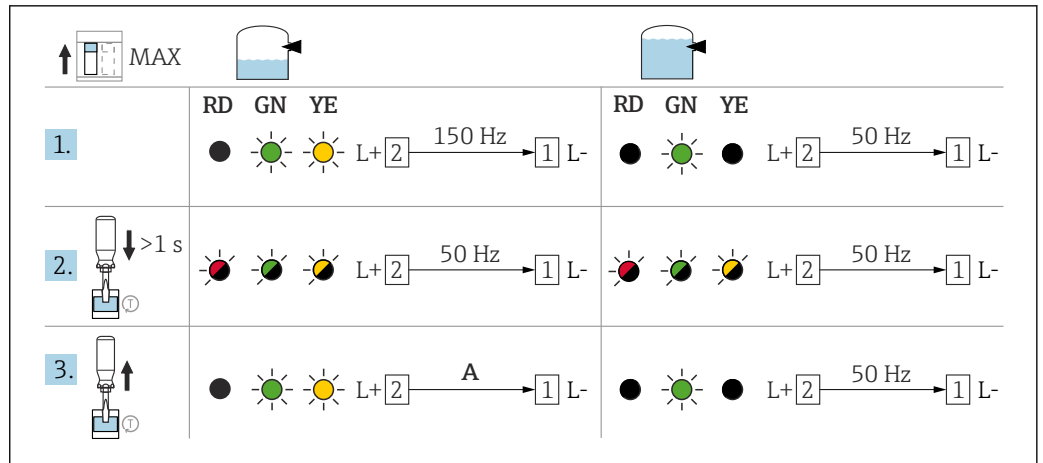 MAX
RD GN YE
RD GN YE
1. L+ 2 150 Hz 1 L- L+ 2 50 Hz 1 L-
2. >1 s T L+ 2 50 Hz 1 L- L+ 2 50 Hz 1 L-
3. T L+ 2 A 1 L- L+ 2 50 Hz 1 L-